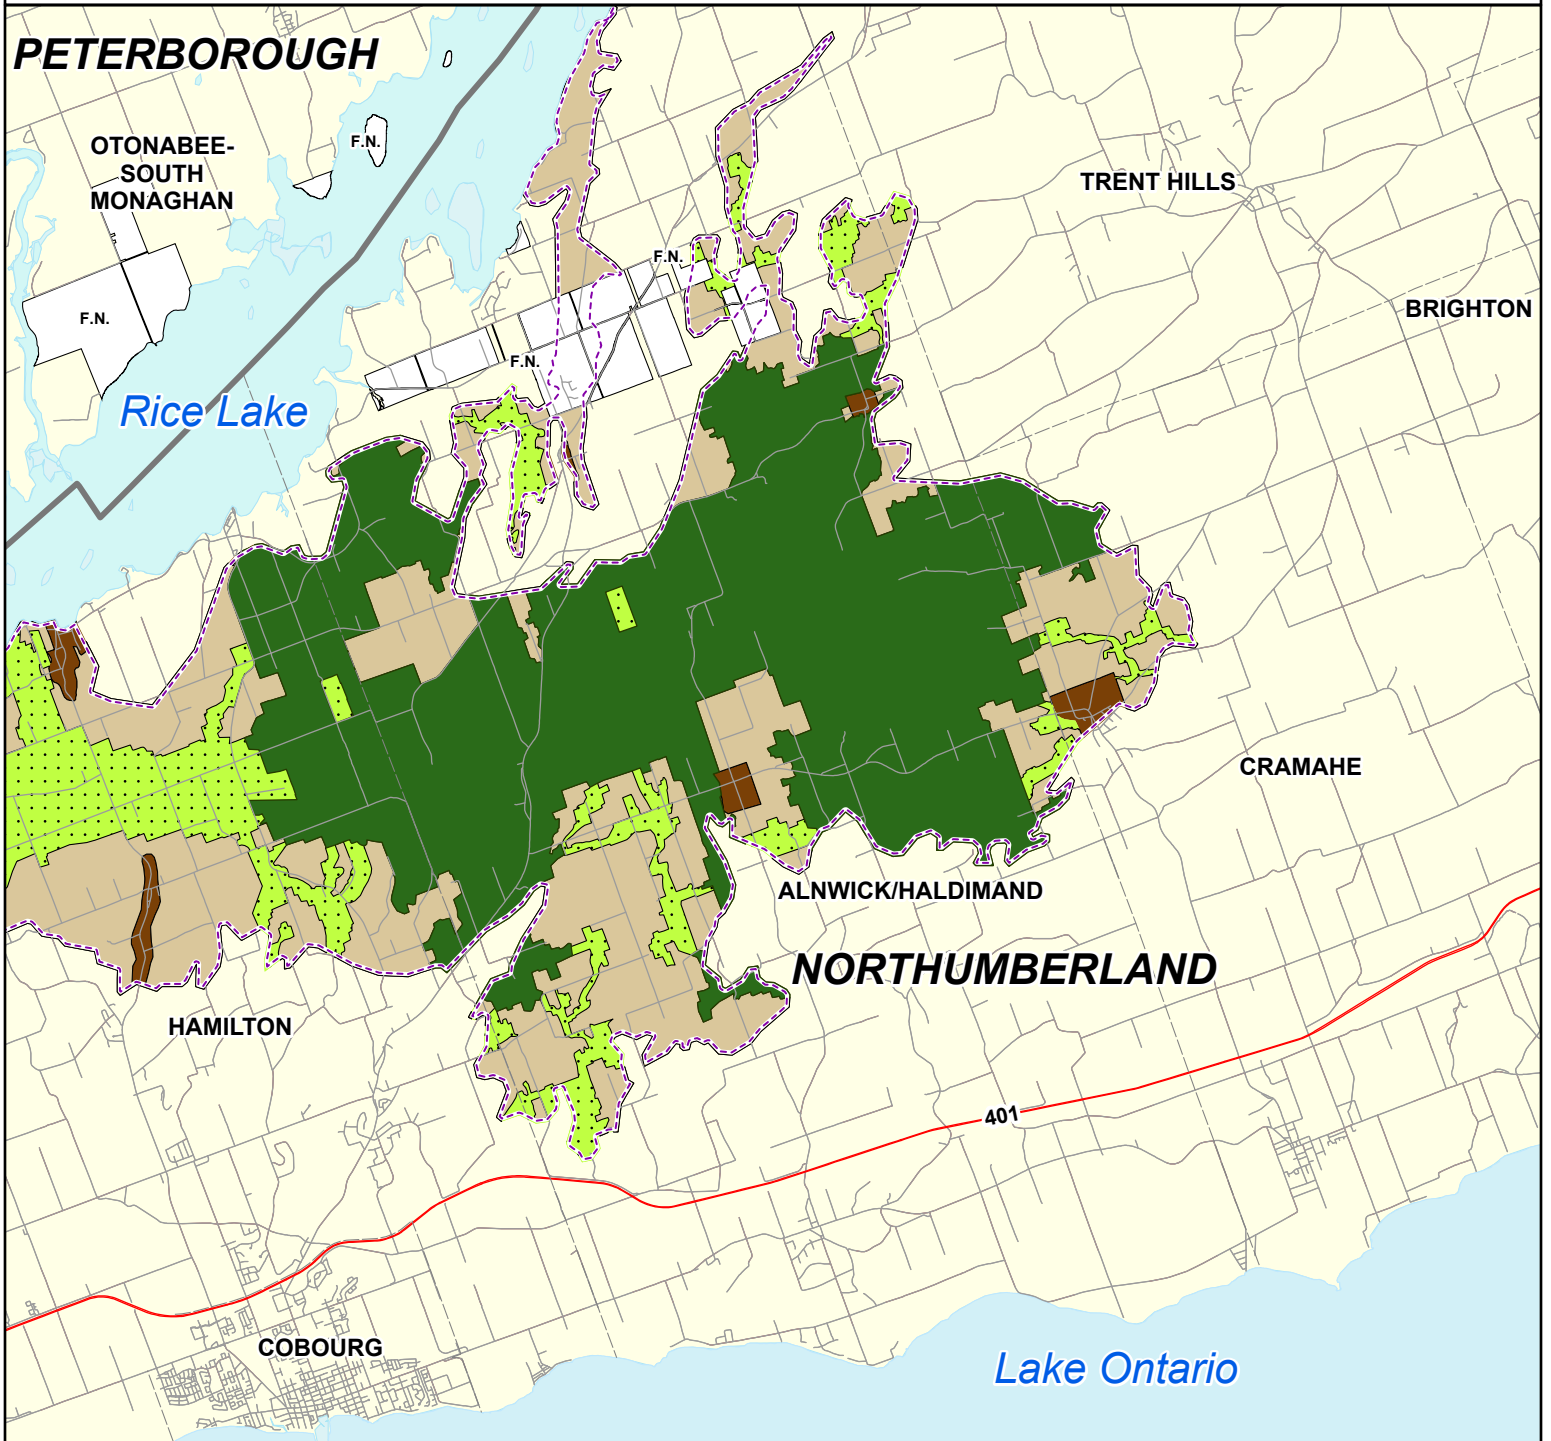 PETERBOROUGH
OTONABEE-
SOUTH
MONAGHAN
F.N.
TRENT HILLS
F.N.
F.N.
BRIGHTON
F.N.
Rice Lake
CRAMAHE
ALNWICK/HALDIMAND
NORTHUMBERLAND
HAMILTON
401
COBOURG
Lake Ontario